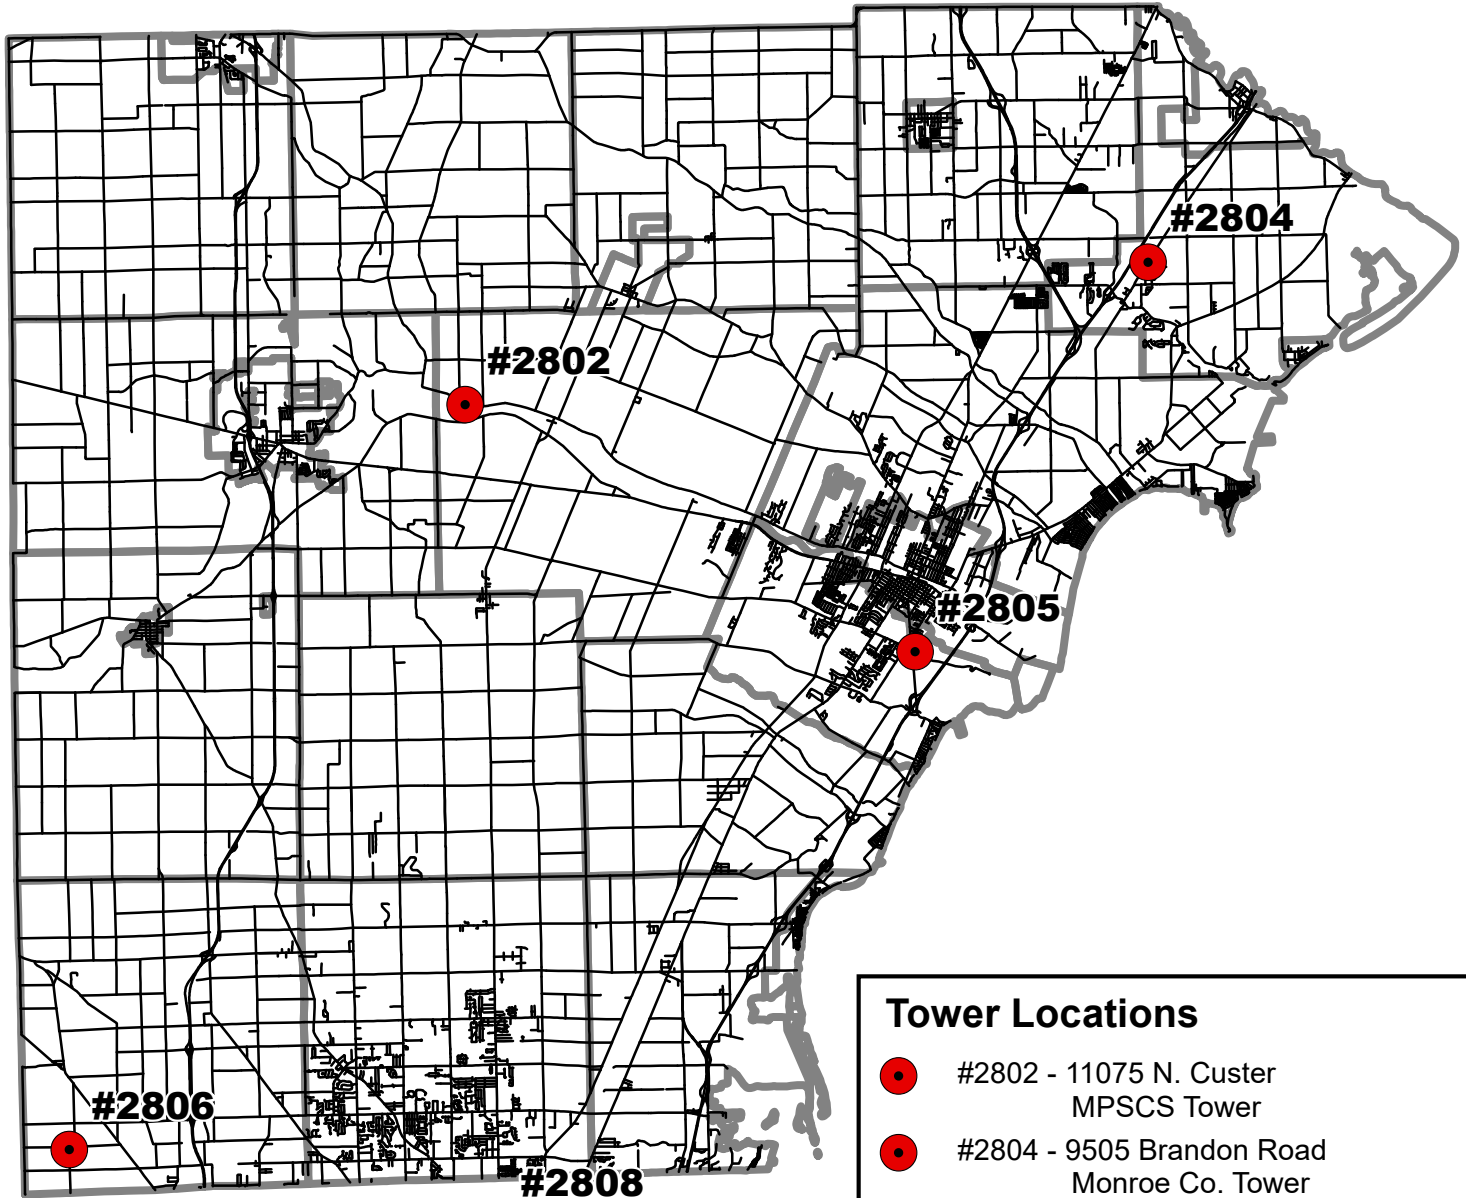 #2804
#2802
#2805
#2806
#2808
Tower Locations
#2802 - 11075 N. Custer
MPSCS Tower
#2804 - 9505 Brandon Road
Monroe Co. Tower